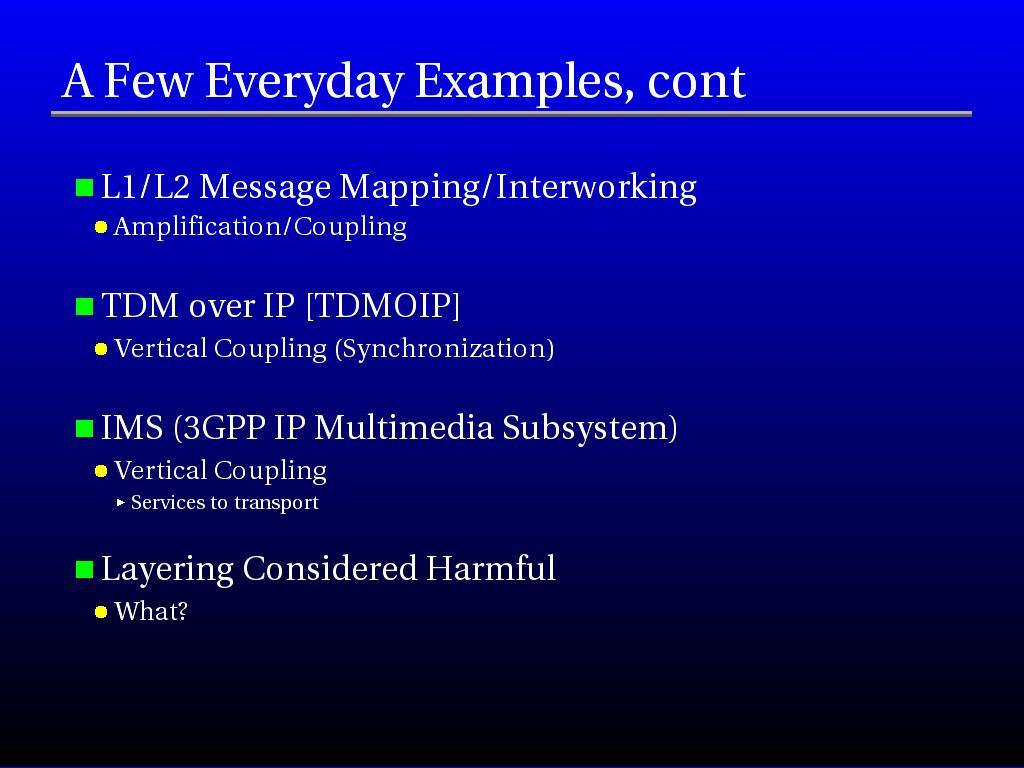 A Few Everyday Examples, cont
L1/L2 Message Mapping/Interworking
Amplification/Coupling
TDM over IP [TDMOIP]
Vertical Coupling (Synchronization)
IMS (3GPP IP Multimedia Subsystem)
Vertical Coupling
Services to transport
Layering Considered Harmful
What?